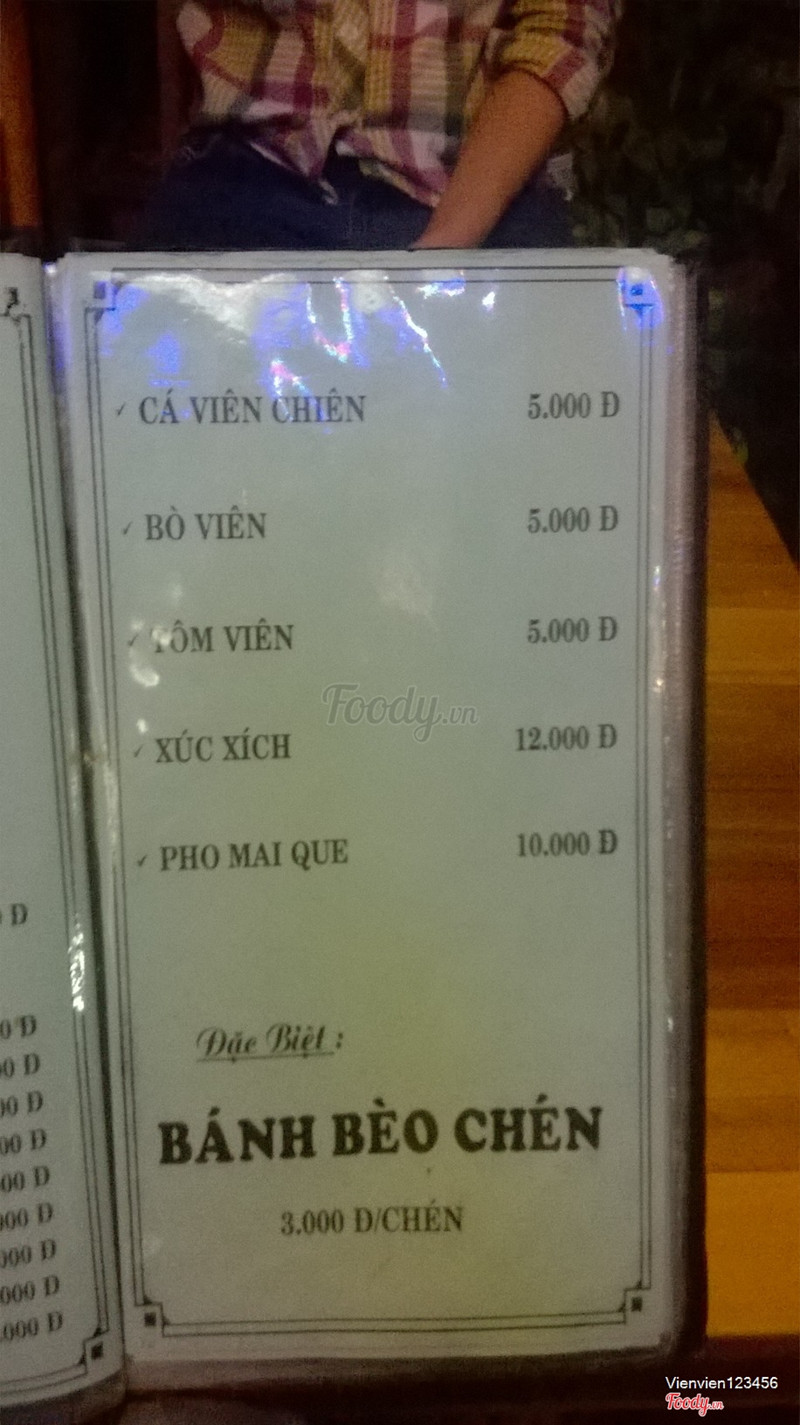 ✓ CÁ VIÊN CHIÊN 5.000 Đ
✓ BÒ VIÊN 5.000 Đ
✓ TÔM VIÊN 5.000 Đ
Foody.vn
✓ XÚC XÍCH 12.000 Đ
✓ PHO MAI QUE 10.000 Đ
Đặc Biệt :
BÁNH BÈO CHÉN
3.000 Đ/CHÉN
Vienvien123456
Foody.vn